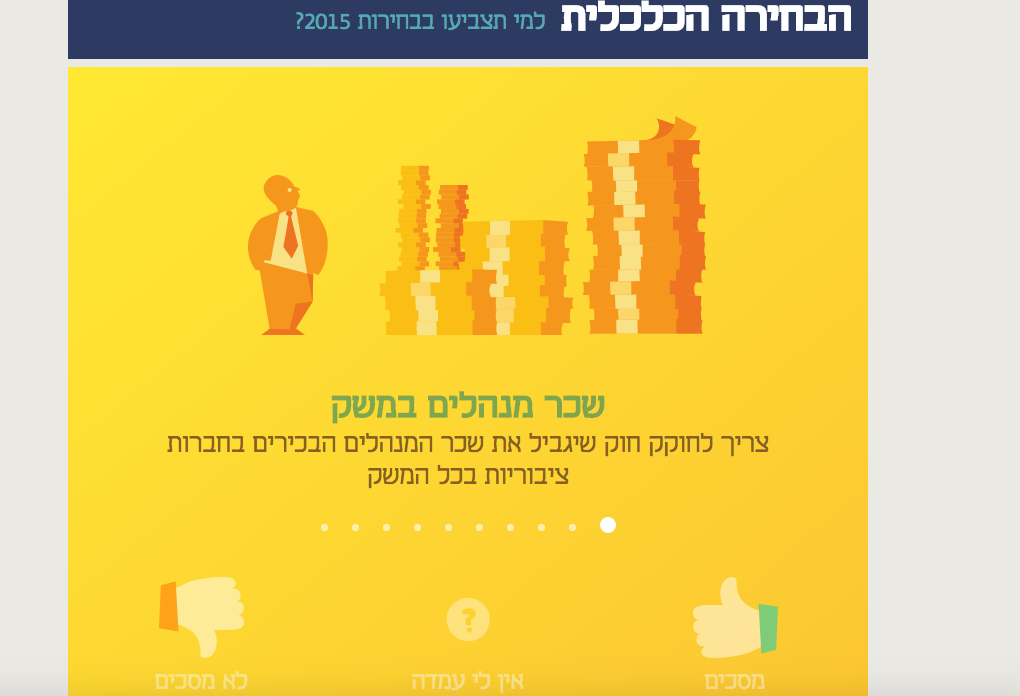 הבחירה הכלכלית למי תצביעו בבחירות 2015?
שכר מנהלים במשק
צריך לחוקק חוק שיגביל את שכר המנהלים הבכירים בחברות
ציבוריות בכל המשק
?
מסכים אין לי עמדה לא מסכים